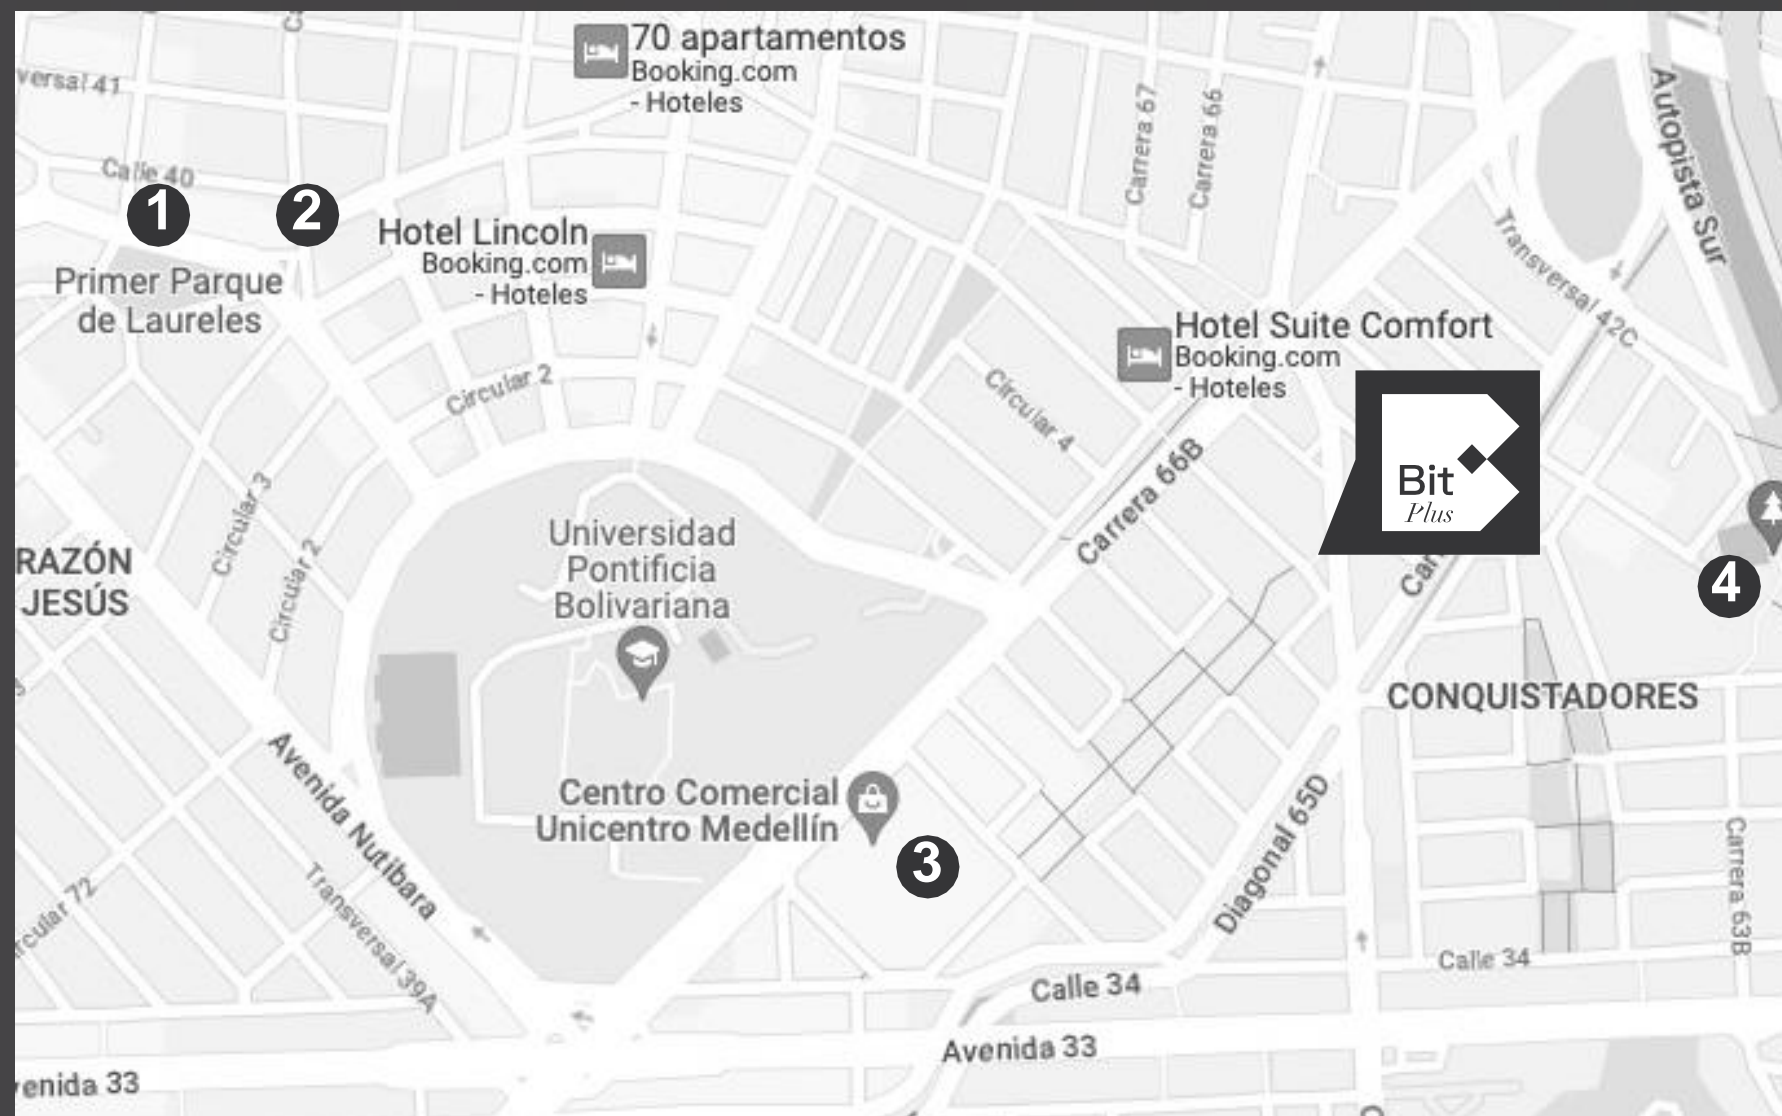 70 apartamentos
Booking.com
- Hoteles
versal 41
Carrera 67
Carrera 66
Autopista Sur
Calle 40
1
2
Hotel Lincoln
Booking.com
- Hoteles
Primer Parque
de Laureles
Transversal 42C
Hotel Suite Comfort
Booking.com
- Hoteles
Circular 2
Circular 4
Carrera 66B
Bit
Plus
Circular 3
Circular 2
Universidad
Pontificia
Bolivariana
RAZÓN
JESÚS
Car
4
CONQUISTADORES
Avenida Nutibara
Centro Comercial
Unicentro Medellín
3
Diagonal 65D
Carrera 63B
Transversal 39A
rcular 72
Calle 34
Calle 34
Avenida 33
venida 33